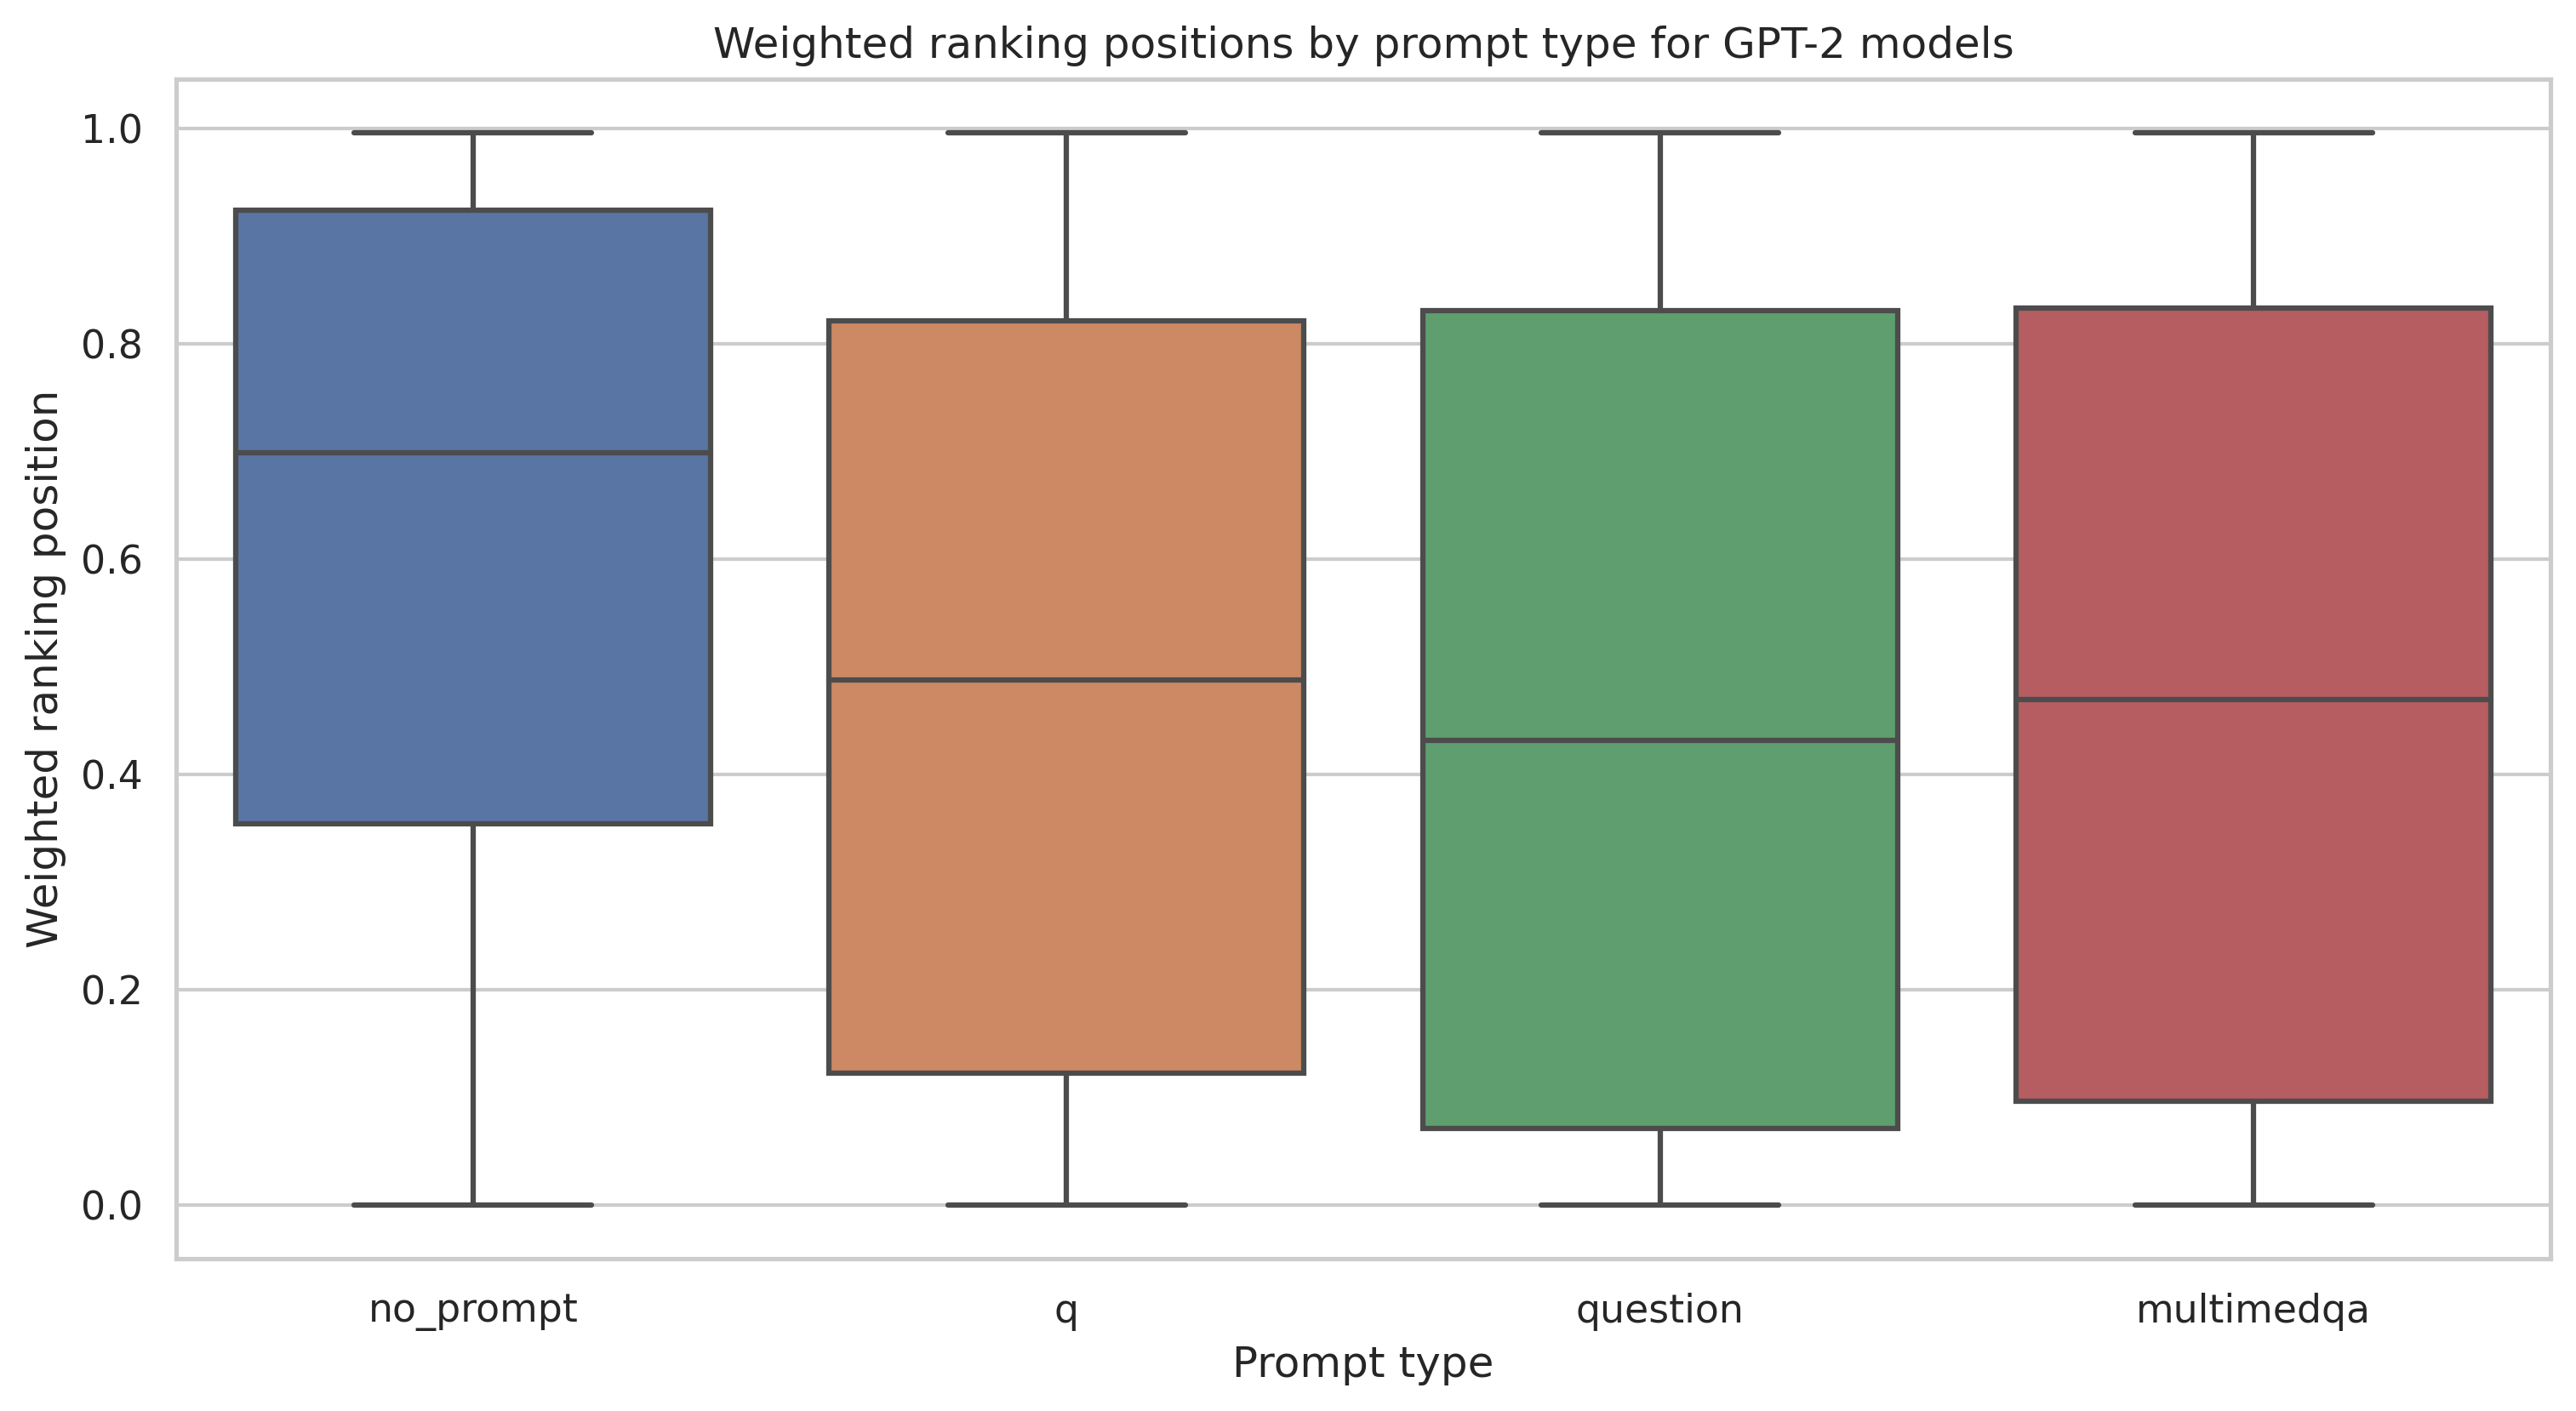 Weighted ranking positions by prompt type for GPT-2 models
Weighted ranking position
1.0
0.8
0.6
0.4
0.2
0.0
no_prompt
q
question
multimedqa
Prompt type